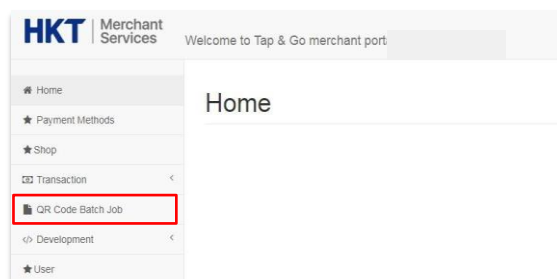 HKT | Merchant
Services
Welcome to Tap & Go merchant port
Home
Home
Payment Methods
Shop
Transaction
QR Code Batch Job
Development
User